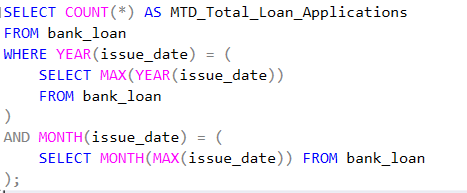 SELECT COUNT(*) AS MTD_Total_Loan_Applications
FROM bank_loan
WHERE YEAR(issue_date) = (
    SELECT MAX(YEAR(issue_date))
    FROM bank_loan
)
AND MONTH(issue_date) = (
    SELECT MONTH(MAX(issue_date)) FROM bank_loan
);